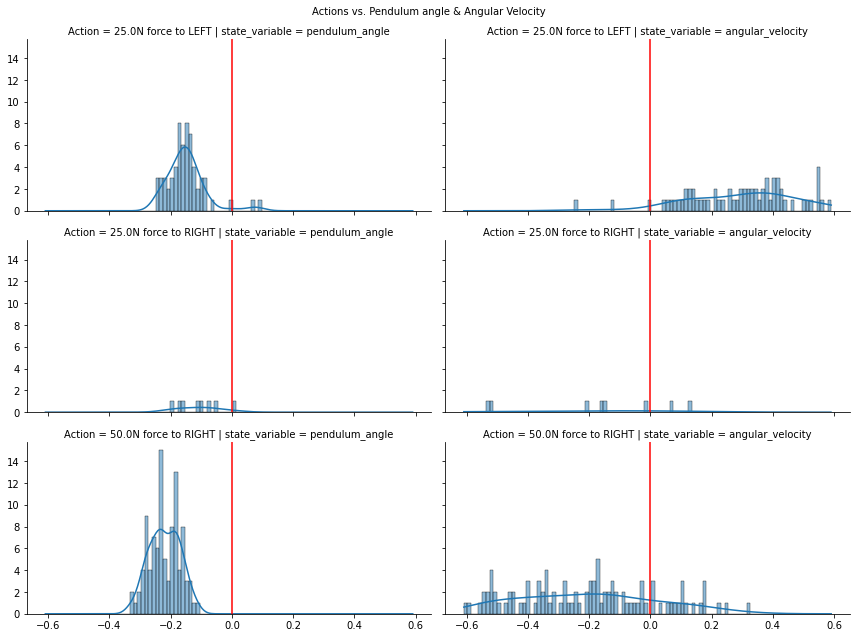 Actions vs. Pendulum angle & Angular Velocity
Action = 25.0N force to LEFT | state_variable = pendulum_angle
Action = 25.0N force to LEFT | state_variable = angular_velocity
14
12
10
8
6
4
2
0
Action = 25.0N force to RIGHT | state_variable = pendulum_angle
Action = 25.0N force to RIGHT | state_variable = angular_velocity
14
12
10
8
6
4
2
0
Action = 50.0N force to RIGHT | state_variable = pendulum_angle
Action = 50.0N force to RIGHT | state_variable = angular_velocity
14
12
10
8
6
4
2
0
−0.6 −0.4 −0.2 0.0 0.2 0.4 0.6
−0.6 −0.4 −0.2 0.0 0.2 0.4 0.6